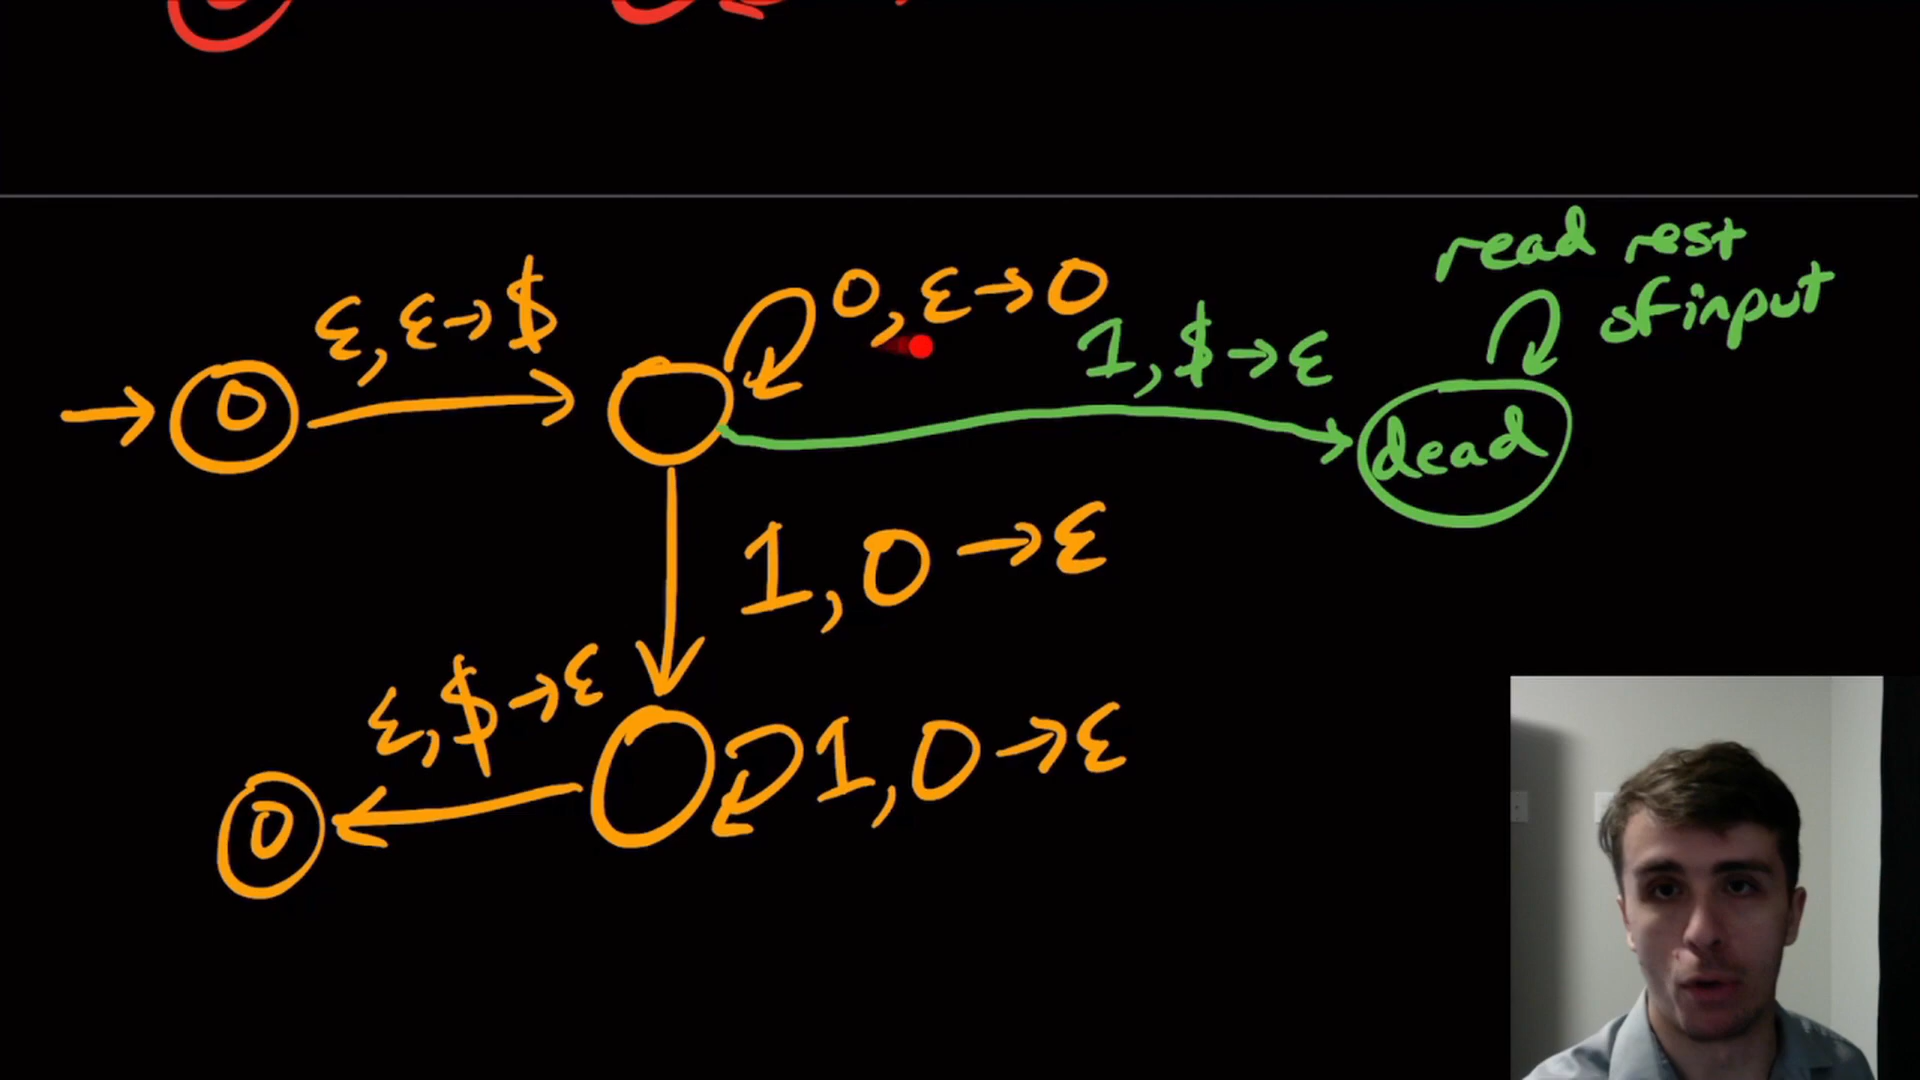 read rest
of input
0,ε→0
ε,ε→$
1,$→ε
dead
1,0→ε
ε,$→ε
1,0→ε